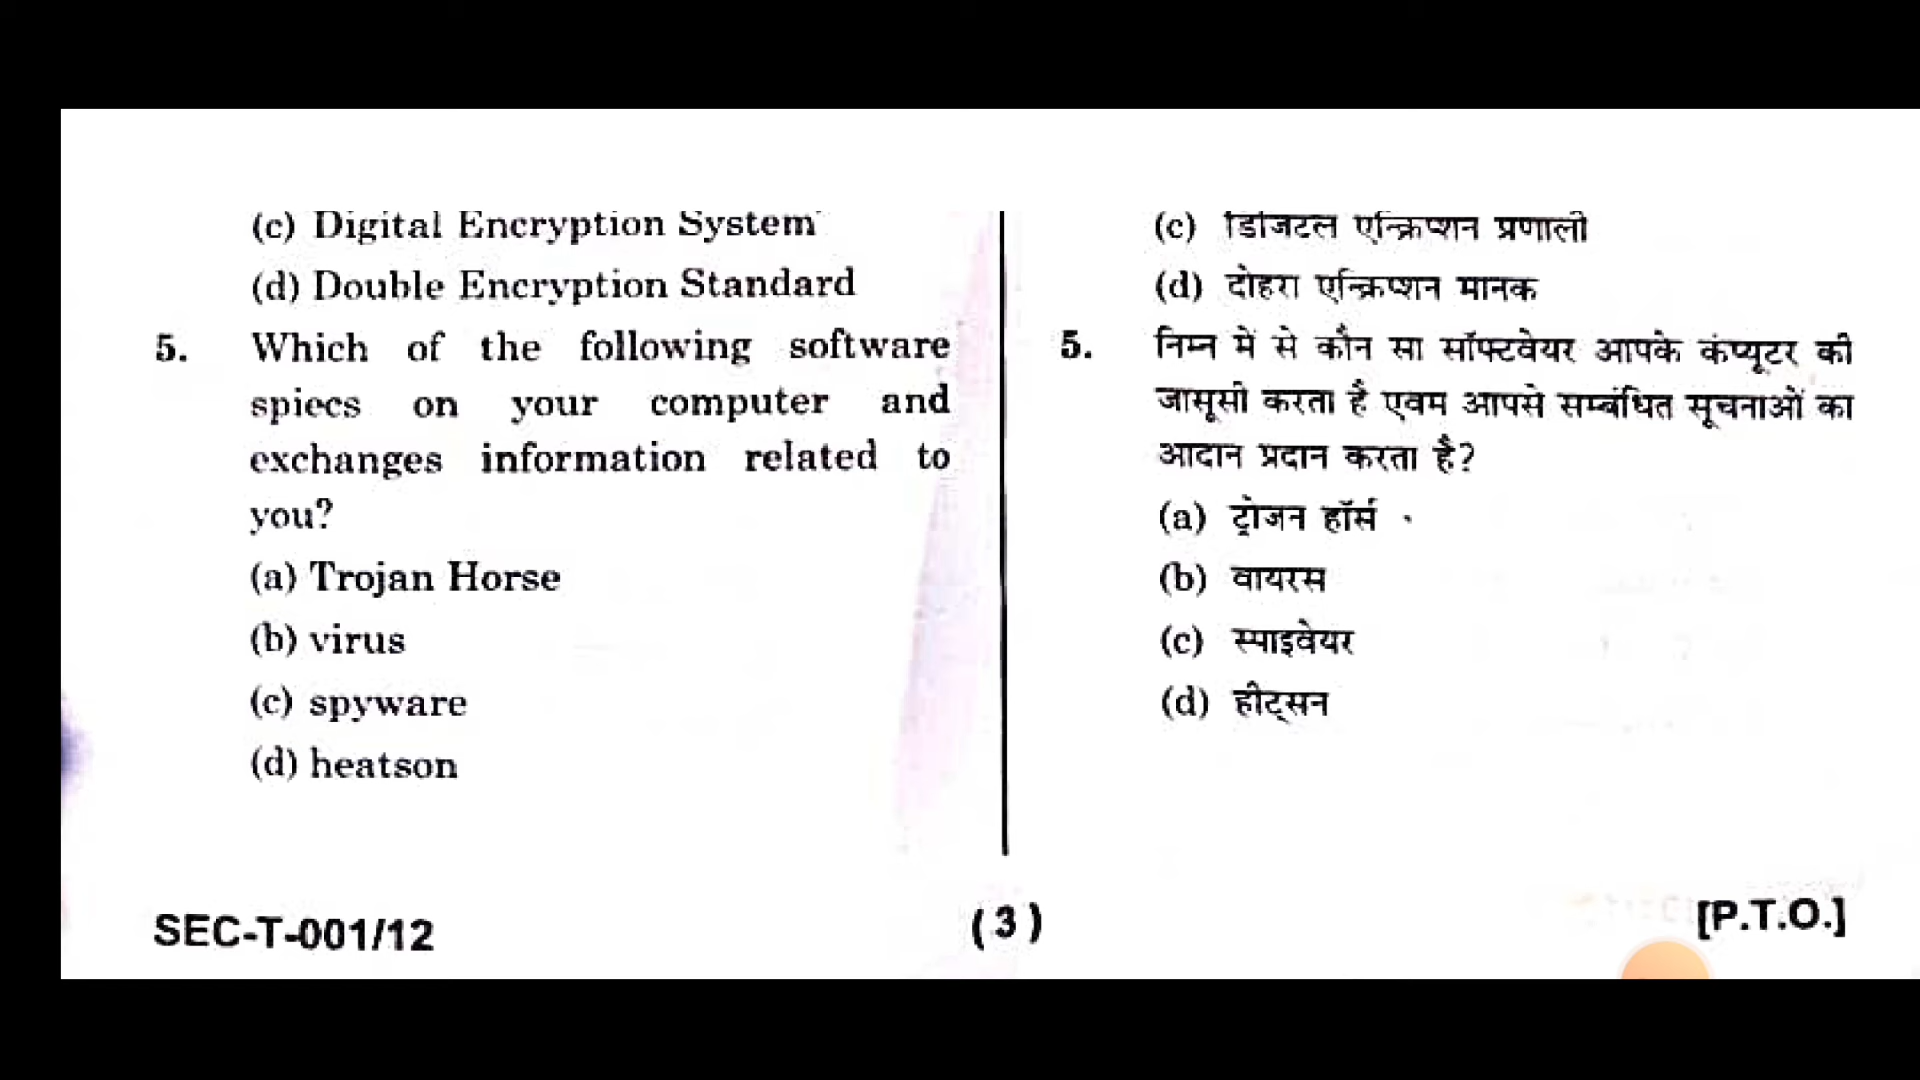 (c) Digital Encryption System
(d) Double Encryption Standard
5. Which of the following software
spies on your computer and
exchanges information related to
you?
(a) Trojan Horse
(b) virus
(c) spyware
(d) heatson
(c) डिजिटल एन्क्रिप्शन प्रणाली
(d) दोहरा एन्क्रिप्शन मानक
5. निम्न में से कौन सा सॉफ्टवेयर आपके कंप्यूटर की
जासूसी करता है एवम आपसे सम्बंधित सूचनाओं का
आदान प्रदान करता है?
(a) ट्रोजन हॉर्स
(b) वायरस
(c) स्पाइवेयर
(d) हीट्सन
SEC-T-001/12 (3) [P.T.O.]